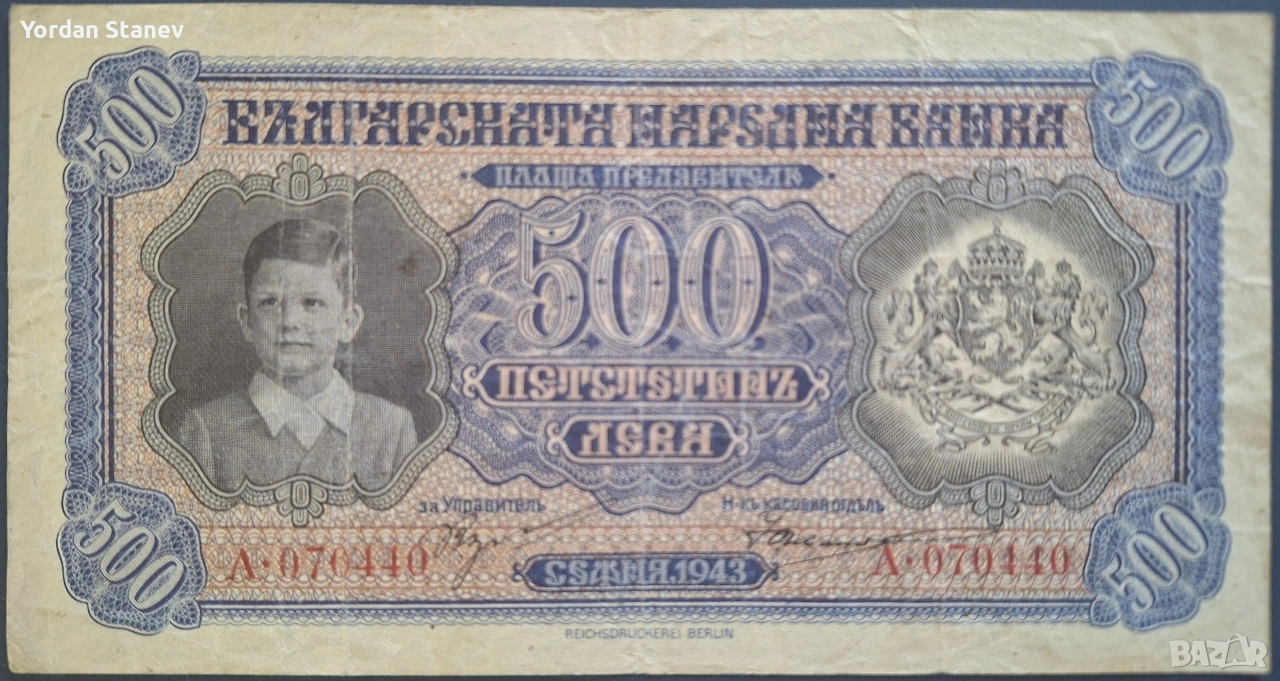 Yordan Stanev
500
500
БЪЛГАРСКАТА НАРОДНА БАНКА
ПЛАЩА ПРЕДЯВИТЕЛЮ
500
ПЕТСТОТИНЪ
ЛЕВА
за Управитель
Н-къ касовия отдѣлъ
А·070440
А·070440
СОФИЯ.1943
500
500
REICHSDRUCKEREI BERLIN
BAZAR